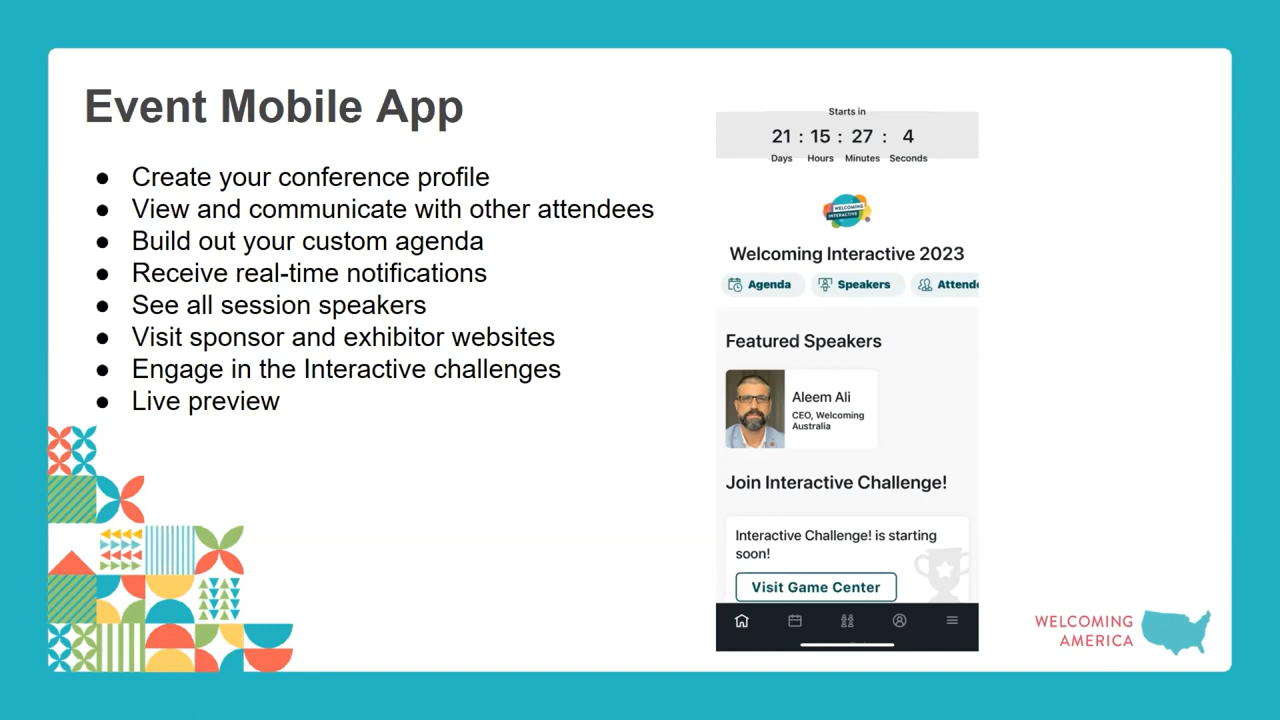 Event Mobile App
● Create your conference profile
● View and communicate with other attendees
● Build out your custom agenda
● Receive real-time notifications
● See all session speakers
● Visit sponsor and exhibitor websites
● Engage in the Interactive challenges
● Live preview
Starts in
21 : 15 : 27 : 4
Days Hours Minutes Seconds
WELCOMING
INTERACTIVE
Welcoming Interactive 2023
Agenda Speakers Attende
Featured Speakers
Aleem Ali
CEO, Welcoming
Australia
Join Interactive Challenge!
Interactive Challenge! is starting
soon!
Visit Game Center
WELCOMING
AMERICA